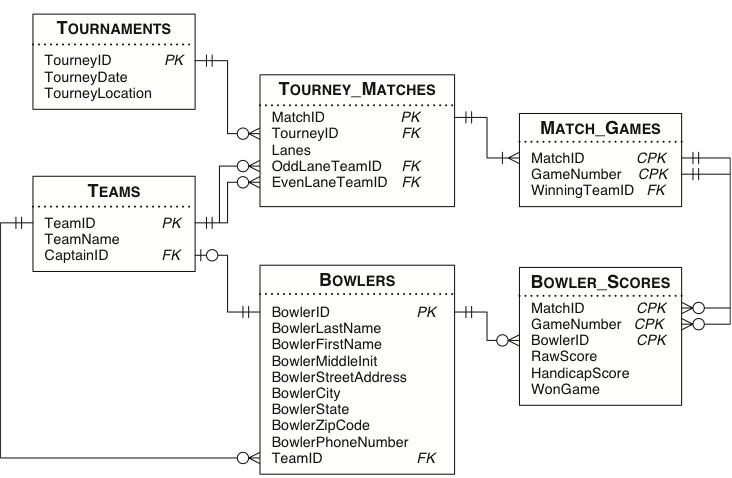 TOURNAMENTS
TourneyID PK
TourneyDate
TourneyLocation
TOURNEY_MATCHES
MatchID PK
TourneyID FK
Lanes
OddLaneTeamID FK
EvenLaneTeamID FK
MATCH_GAMES
MatchID CPK
GameNumber CPK
WinningTeamID FK
TEAMS
TeamID PK
TeamName
CaptainID FK
BOWLERS
BowlerID PK
BowlerLastName
BowlerFirstName
BowlerMiddleInit
BowlerStreetAddress
BowlerCity
BowlerState
BowlerZipCode
BowlerPhoneNumber
TeamID FK
BOWLER_SCORES
MatchID CPK
GameNumber CPK
BowlerID CPK
RawScore
HandicapScore
WonGame